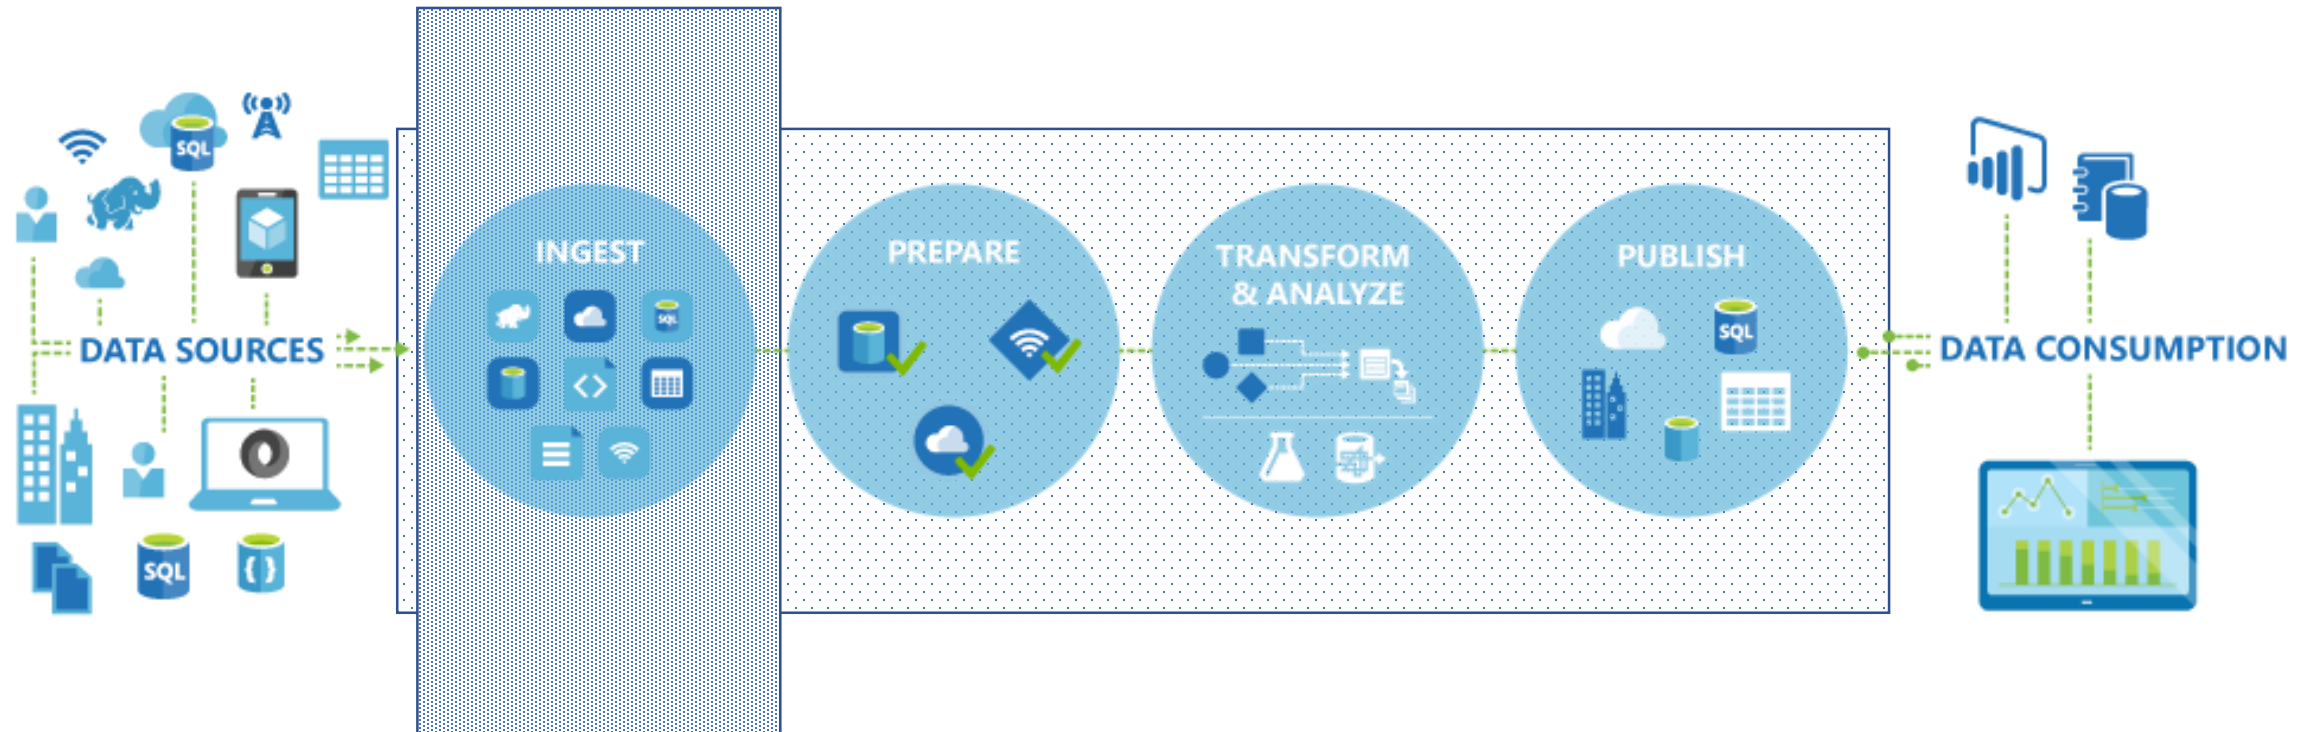 SQL
DATA SOURCES
SQL
{ }
INGEST
SQL
<>
PREPARE
TRANSFORM
& ANALYZE
PUBLISH
SQL
DATA CONSUMPTION